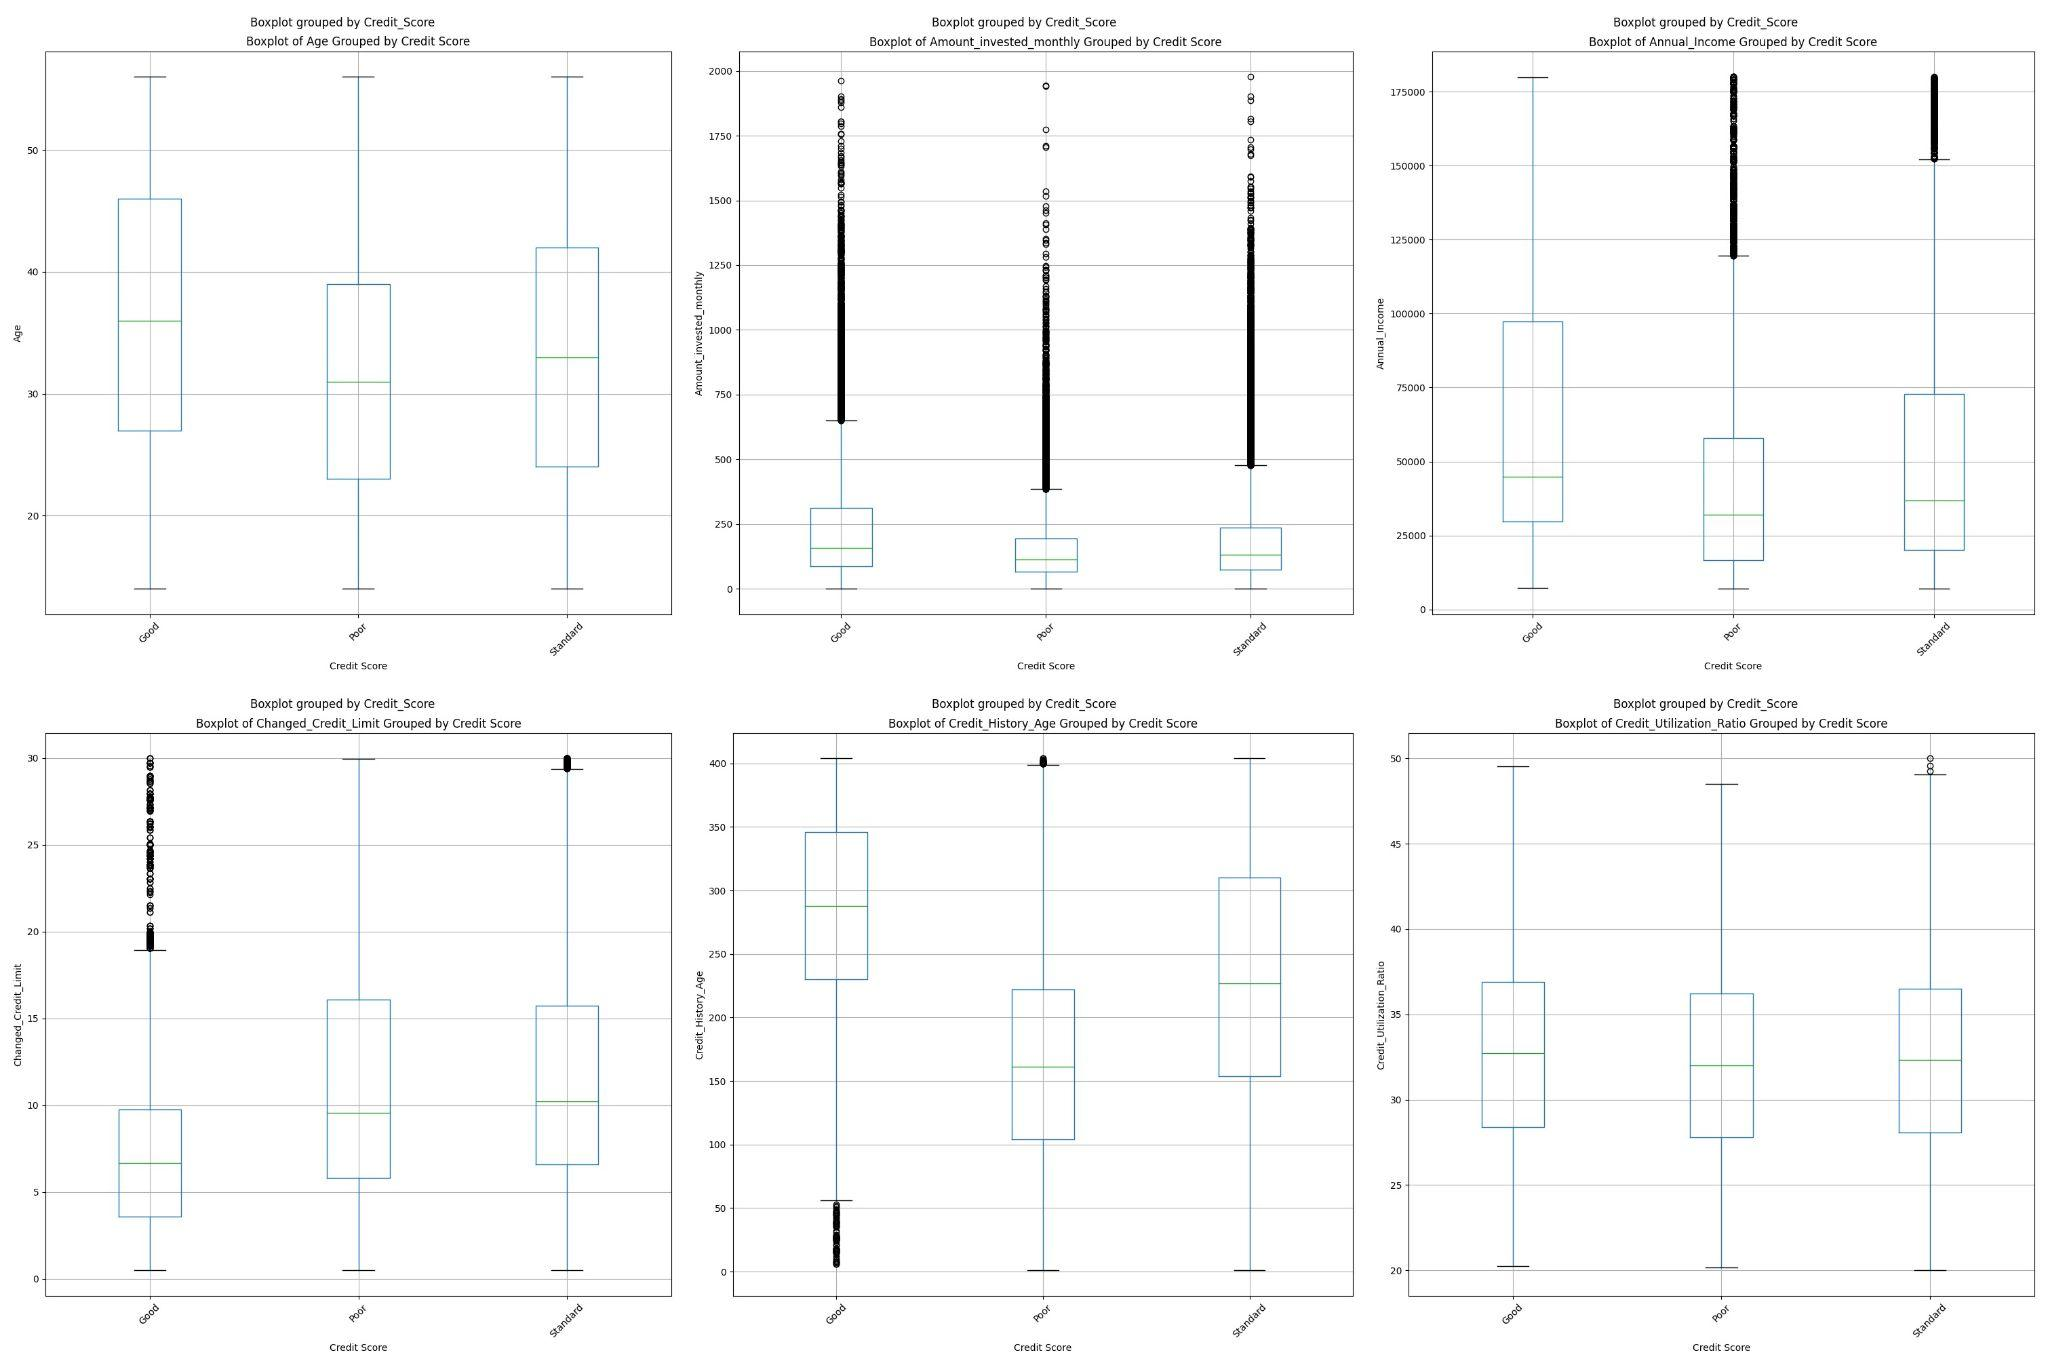 Boxplot grouped by Credit_Score
Boxplot of Age Grouped by Credit Score
50
40
30
20
Age
Good
Poor
Standard
Credit Score
Boxplot grouped by Credit_Score
Boxplot of Amount_invested_monthly Grouped by Credit Score
2000
1750
1500
1250
1000
750
500
250
0
Amount_invested_monthly
Good
Poor
Standard
Credit Score
Boxplot grouped by Credit_Score
Boxplot of Annual_Income Grouped by Credit Score
175000
150000
125000
100000
75000
50000
25000
0
Annual_Income
Good
Poor
Standard
Credit Score
Boxplot grouped by Credit_Score
Boxplot of Changed_Credit_Limit Grouped by Credit Score
30
25
20
15
10
5
0
Changed_Credit_Limit
Good
Poor
Standard
Credit Score
Boxplot grouped by Credit_Score
Boxplot of Credit_History_Age Grouped by Credit Score
400
350
300
250
200
150
100
50
0
Credit_History_Age
Good
Poor
Standard
Credit Score
Boxplot grouped by Credit_Score
Boxplot of Credit_Utilization_Ratio Grouped by Credit Score
50
45
40
35
30
25
20
Credit_Utilization_Ratio
Good
Poor
Standard
Credit Score